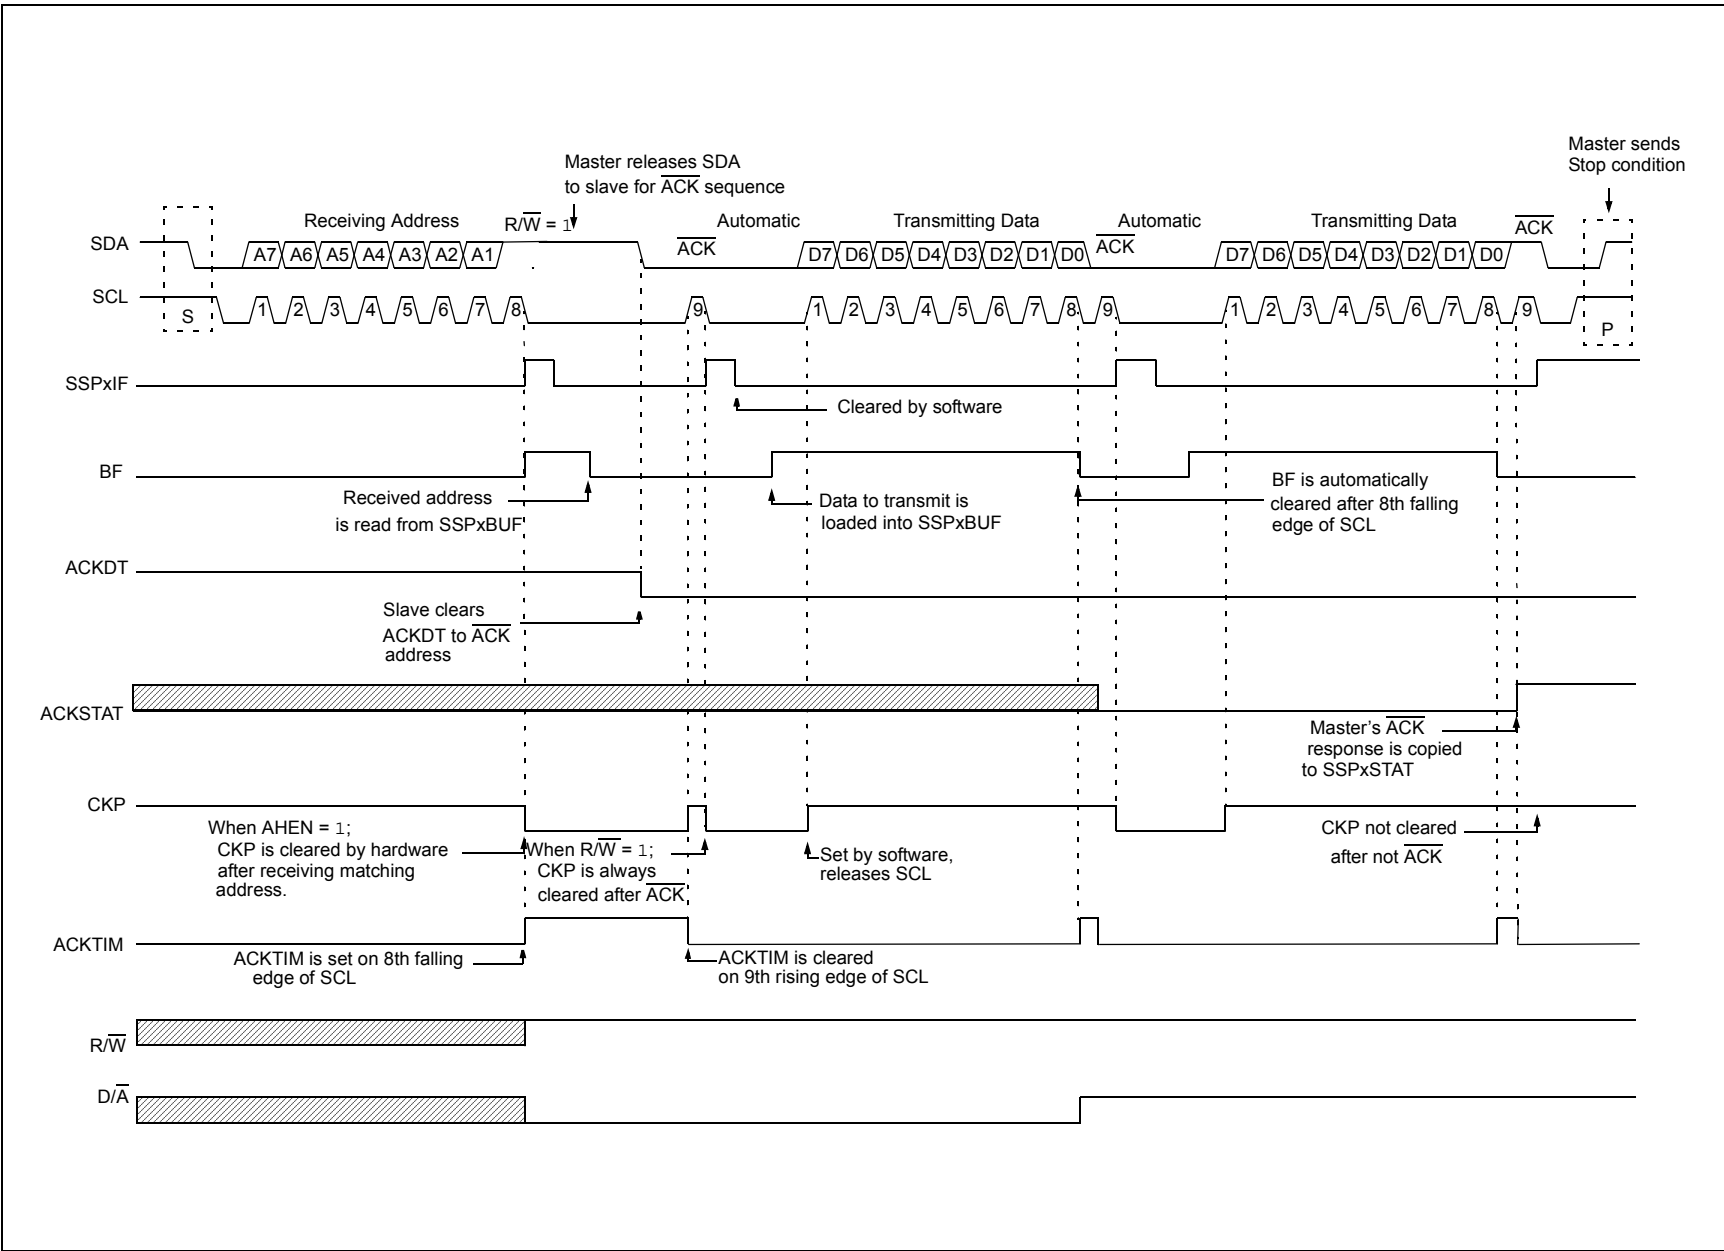 Master sends
Stop condition
Master releases SDA
to slave for ACK sequence
Receiving Address
R/W = 1
Automatic
Transmitting Data
Automatic
Transmitting Data
ACK
SDA
A7 A6 A5 A4 A3 A2 A1
ACK
D7 D6 D5 D4 D3 D2 D1 D0
ACK
D7 D6 D5 D4 D3 D2 D1 D0
SCL
S
1 2 3 4 5 6 7 8 9
1 2 3 4 5 6 7 8 9
1 2 3 4 5 6 7 8 9
P
SSPxIF
Cleared by software
BF
Received address
is read from SSPxBUF
Data to transmit is
loaded into SSPxBUF
BF is automatically
cleared after 8th falling
edge of SCL
ACKDT
Slave clears
ACKDT to ACK
address
ACKSTAT
Master's ACK
response is copied
to SSPxSTAT
CKP
When AHEN = 1;
CKP is cleared by hardware
after receiving matching
address.
When R/W = 1;
CKP is always
cleared after ACK
Set by software,
releases SCL
CKP not cleared
after not ACK
ACKTIM
ACKTIM is set on 8th falling
edge of SCL
ACKTIM is cleared
on 9th rising edge of SCL
R/W
D/A